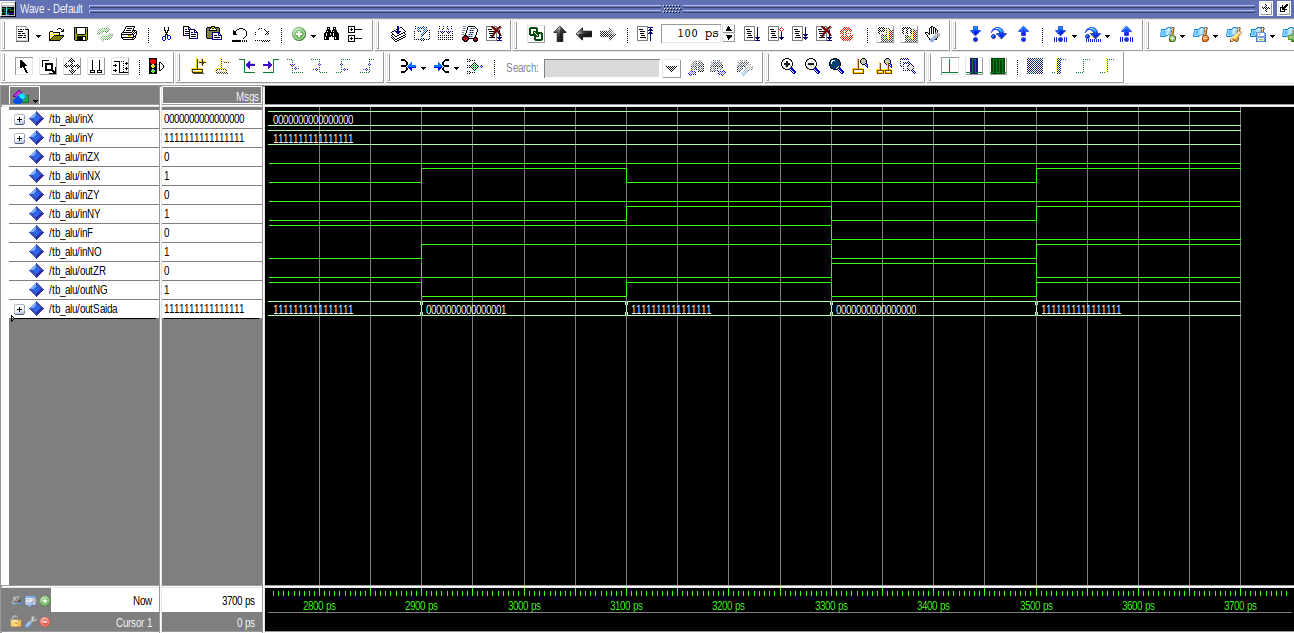 Wave - Default
100 ps
Search:
Msgs
/tb_alu/inX 0000000000000000 0000000000000000
/tb_alu/inY 1111111111111111 1111111111111111
/tb_alu/inZX 0
/tb_alu/inNX 1
/tb_alu/inZY 0
/tb_alu/inNY 1
/tb_alu/inF 0
/tb_alu/inNO 1
/tb_alu/outZR 0
/tb_alu/outNG 1
/tb_alu/outSaida 1111111111111111 1111111111111111 0000000000000001 1111111111111111 0000000000000000 1111111111111111
Now 3700 ps 2800 ps 2900 ps 3000 ps 3100 ps 3200 ps 3300 ps 3400 ps 3500 ps 3600 ps 3700 ps
Cursor 1 0 ps